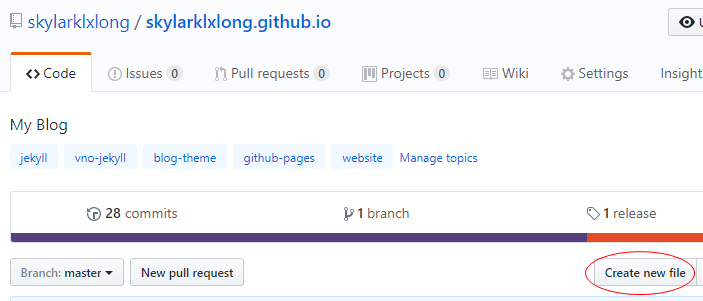 skylarklxlong / skylarklxlong.github.io
Code Issues 0 Pull requests 0 Projects 0 Wiki Settings Insight
My Blog
jekyll vno-jekyll blog-theme github-pages website Manage topics
28 commits 1 branch 1 release
Branch: master New pull request Create new file